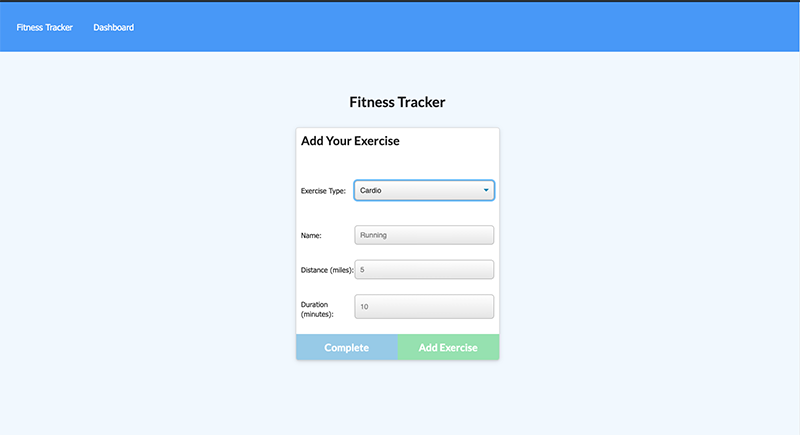 Fitness Tracker Dashboard
Fitness Tracker
Add Your Exercise
Exercise Type: Cardio
Name: Running
Distance (miles): 5
Duration
(minutes): 10
Complete Add Exercise